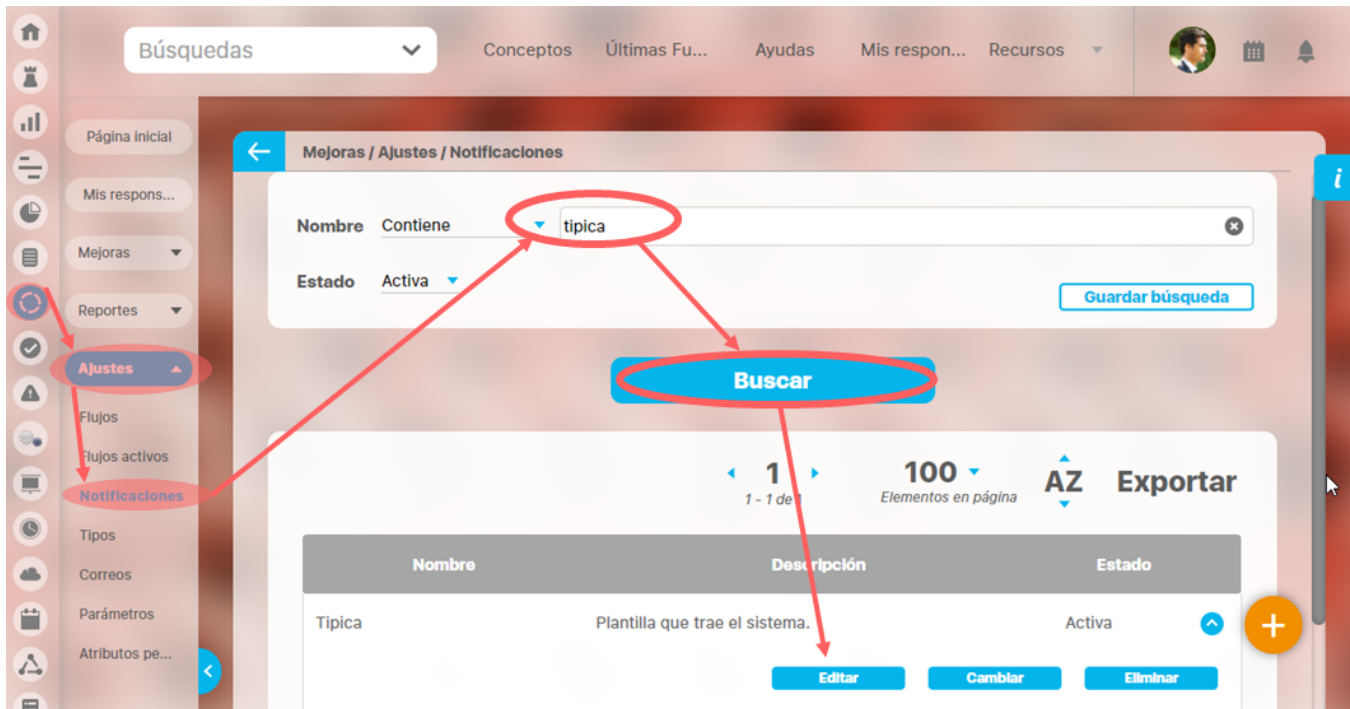 Búsquedas
Conceptos
Últimas Fu...
Ayudas
Mis respon...
Recursos
Página inicial
Mis respons...
Mejoras
Reportes
Ajustes
Flujos
Flujos activos
Notificaciones
Tipos
Correos
Parámetros
Atributos pe...
Mejoras / Ajustes / Notificaciones
i
Nombre Contiene tipica
Estado Activa
Guardar búsqueda
Buscar
1
1 - 1 de 1
100
Elementos en página
AZ
Exportar
Nombre Descripción Estado
Tipica Plantilla que trae el sistema. Activa
+
Editar Cambiar Eliminar